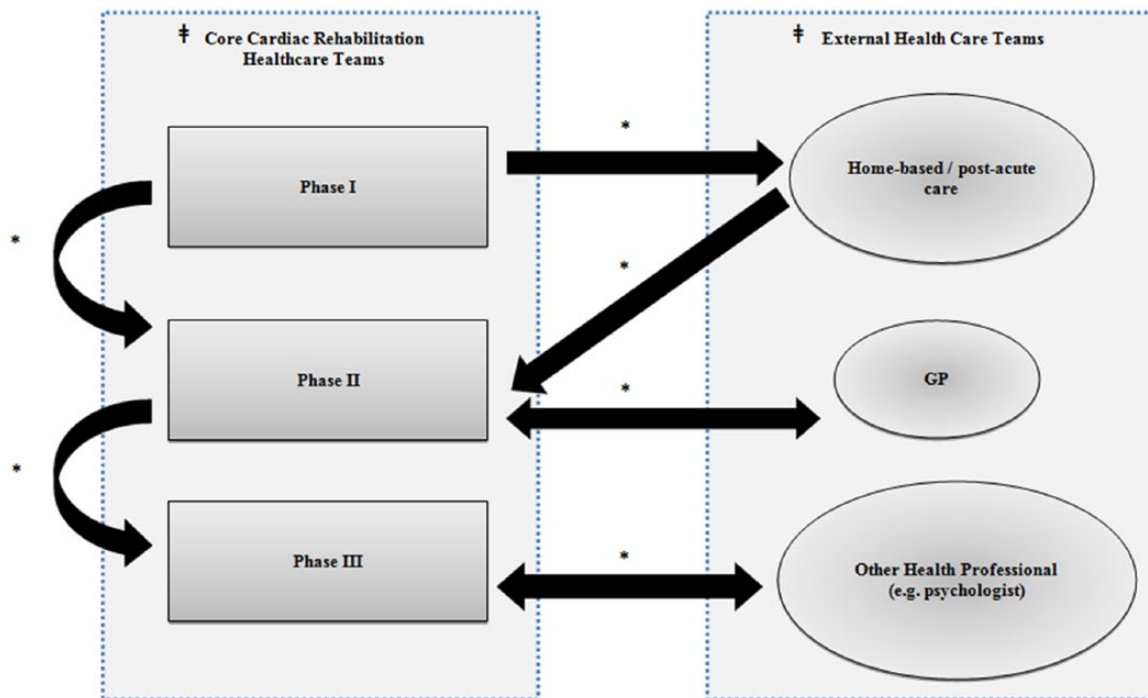 ǂ Core Cardiac Rehabilitation
Healthcare Teams
ǂ External Health Care Teams
*
Phase I
Home-based / post-acute
care
*
*
Phase II
*
GP
*
Phase III
*
Other Health Professional
(e.g. psychologist)